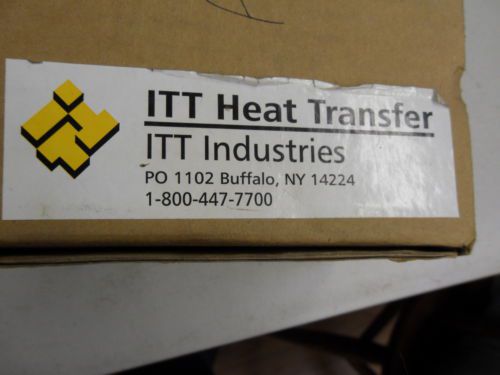 ITT Heat Transfer
ITT Industries
PO 1102 Buffalo, NY 14224
1-800-447-7700